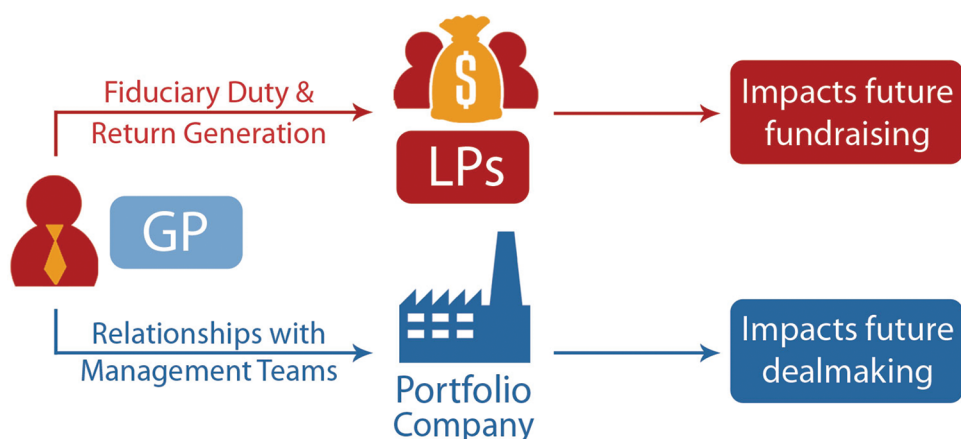 Fiduciary Duty &
Return Generation
$
LPs
Impacts future
fundraising
GP
Relationships with
Management Teams
Portfolio
Company
Impacts future
dealmaking